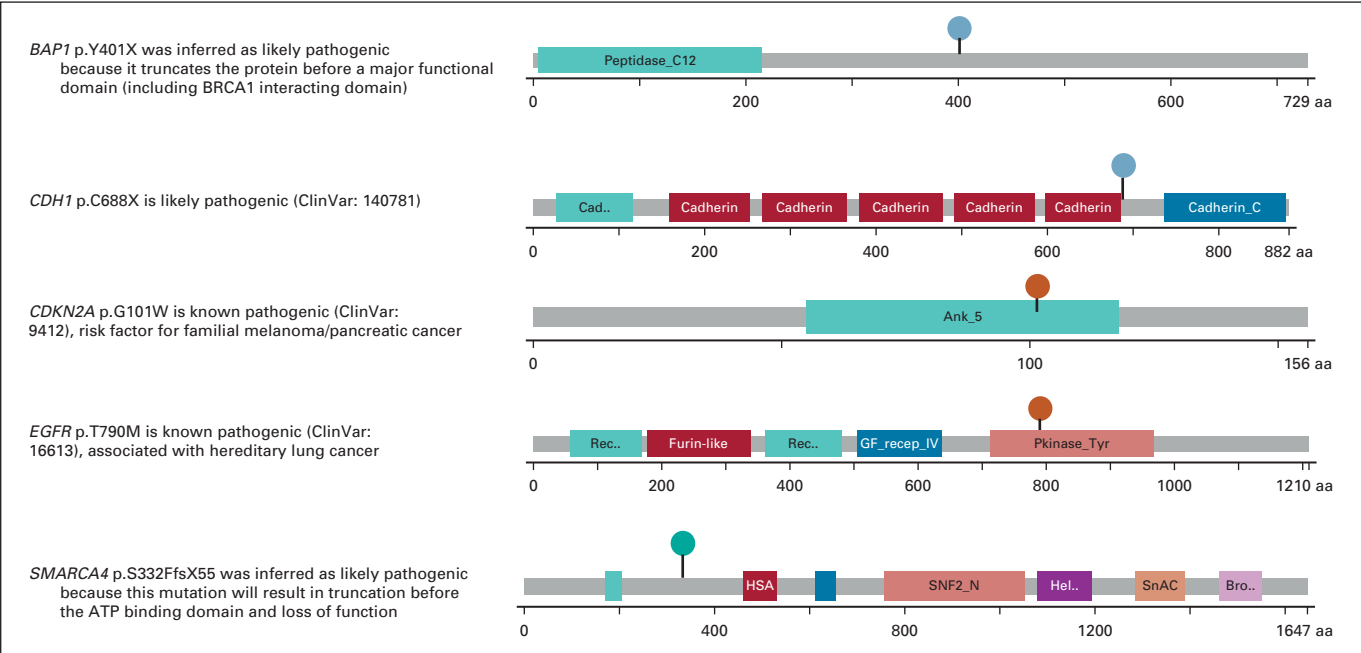 BAP1 p.Y401X was inferred as likely pathogenic
because it truncates the protein before a major functional
domain (including BRCA1 interacting domain)
Peptidase_C12
0 200 400 600 729 aa
CDH1 p.C688X is likely pathogenic (ClinVar: 140781)
Cad.. Cadherin Cadherin Cadherin Cadherin Cadherin Cadherin_C
0 200 400 600 800 882 aa
CDKN2A p.G101W is known pathogenic (ClinVar:
9412), risk factor for familial melanoma/pancreatic cancer
Ank_5
0 100 156 aa
EGFR p.T790M is known pathogenic (ClinVar:
16613), associated with hereditary lung cancer
Rec.. Furin-like Rec.. GF_recep_IV Pkinase_Tyr
0 200 400 600 800 1000 1210 aa
SMARCA4 p.S332FfsX55 was inferred as likely pathogenic
because this mutation will result in truncation before
the ATP binding domain and loss of function
HSA SNF2_N Hel.. SnAC Bro..
0 400 800 1200 1647 aa